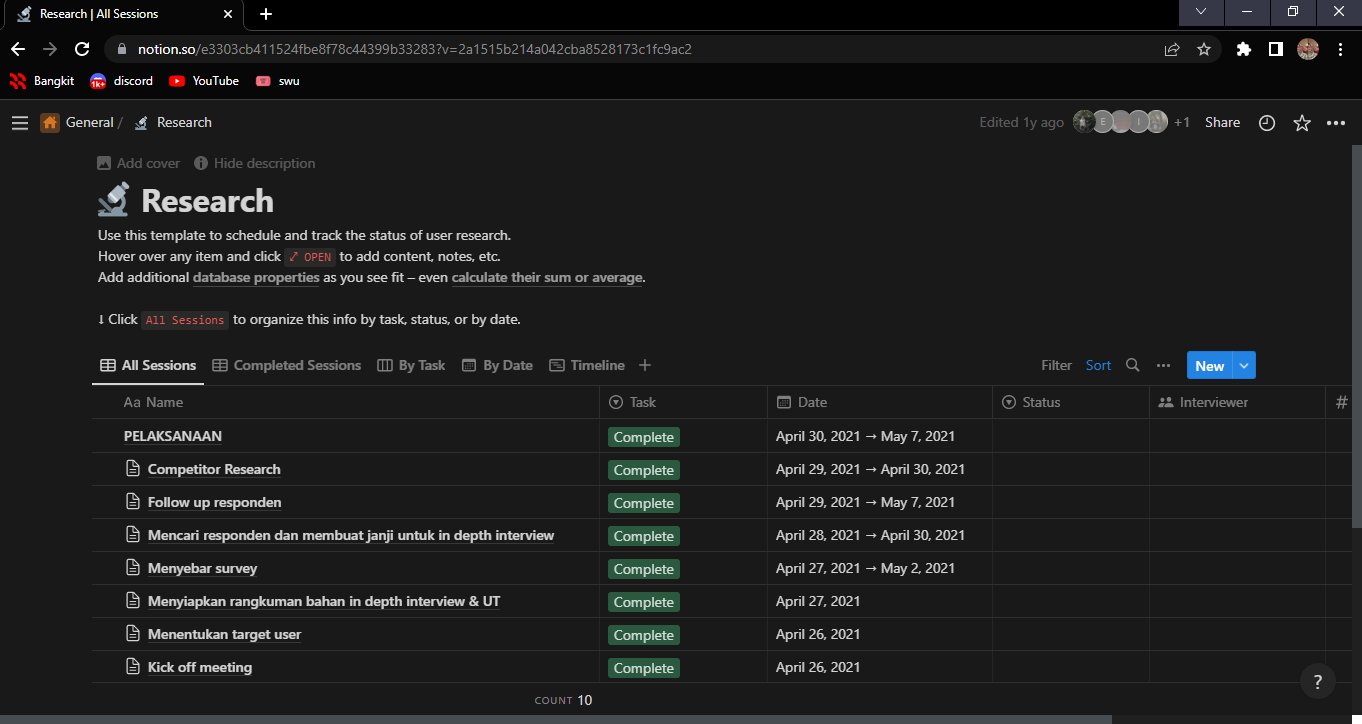 Research | All Sessions
notion.so/e3303cb411524fbe8f78c44399b33283?v=2a1515b214a042cba8528173c1fc9ac2
Bangkit 1K+ discord YouTube swu
General / Research Edited 1y ago E I +1 Share
Add cover Hide description
Research
Use this template to schedule and track the status of user research.
Hover over any item and click ⤢ OPEN to add content, notes, etc.
Add additional database properties as you see fit – even calculate their sum or average.
↓ Click All Sessions to organize this info by task, status, or by date.
All Sessions Completed Sessions By Task By Date Timeline + Filter Sort New
Aa Name Task Date Status Interviewer #
PELAKSANAAN Complete April 30, 2021 → May 7, 2021
Competitor Research Complete April 29, 2021 → April 30, 2021
Follow up responden Complete April 29, 2021 → May 7, 2021
Mencari responden dan membuat janji untuk in depth interview Complete April 28, 2021 → April 30, 2021
Menyebar survey Complete April 27, 2021 → May 2, 2021
Menyiapkan rangkuman bahan in depth interview & UT Complete April 27, 2021
Menentukan target user Complete April 26, 2021
Kick off meeting Complete April 26, 2021
COUNT 10
?